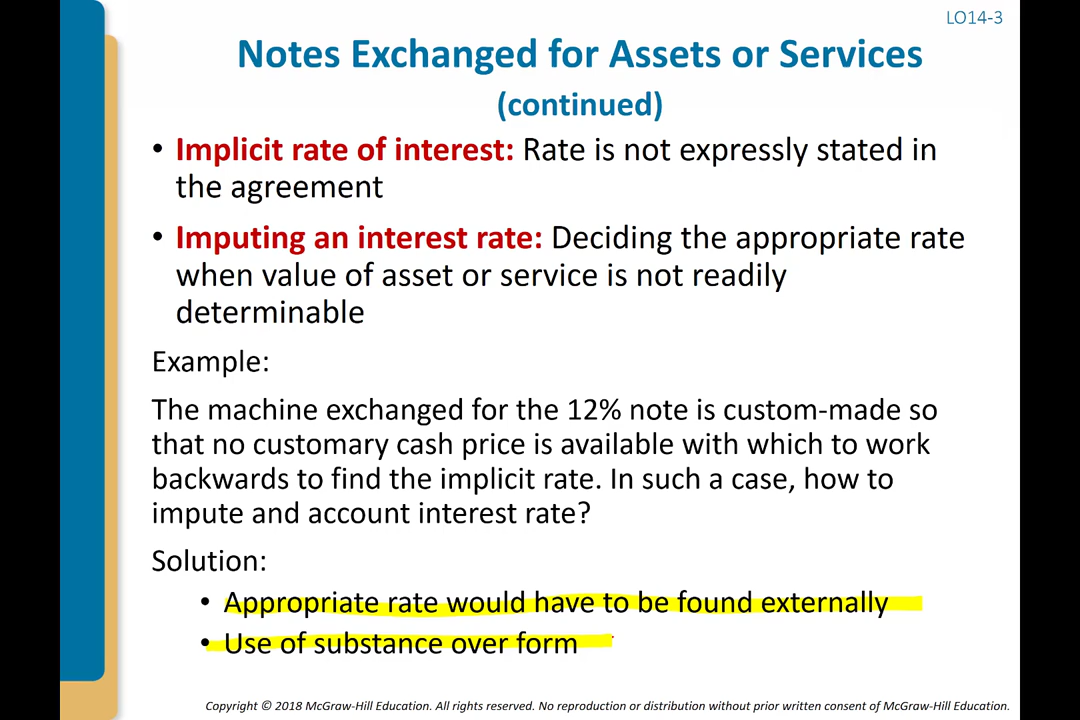 LO14-3
Notes Exchanged for Assets or Services
(continued)
• Implicit rate of interest: Rate is not expressly stated in
the agreement
• Imputing an interest rate: Deciding the appropriate rate
when value of asset or service is not readily
determinable
Example:
The machine exchanged for the 12% note is custom-made so
that no customary cash price is available with which to work
backwards to find the implicit rate. In such a case, how to
impute and account interest rate?
Solution:
• Appropriate rate would have to be found externally
• Use of substance over form
Copyright © 2018 McGraw-Hill Education. All rights reserved. No reproduction or distribution without prior written consent of McGraw-Hill Education.